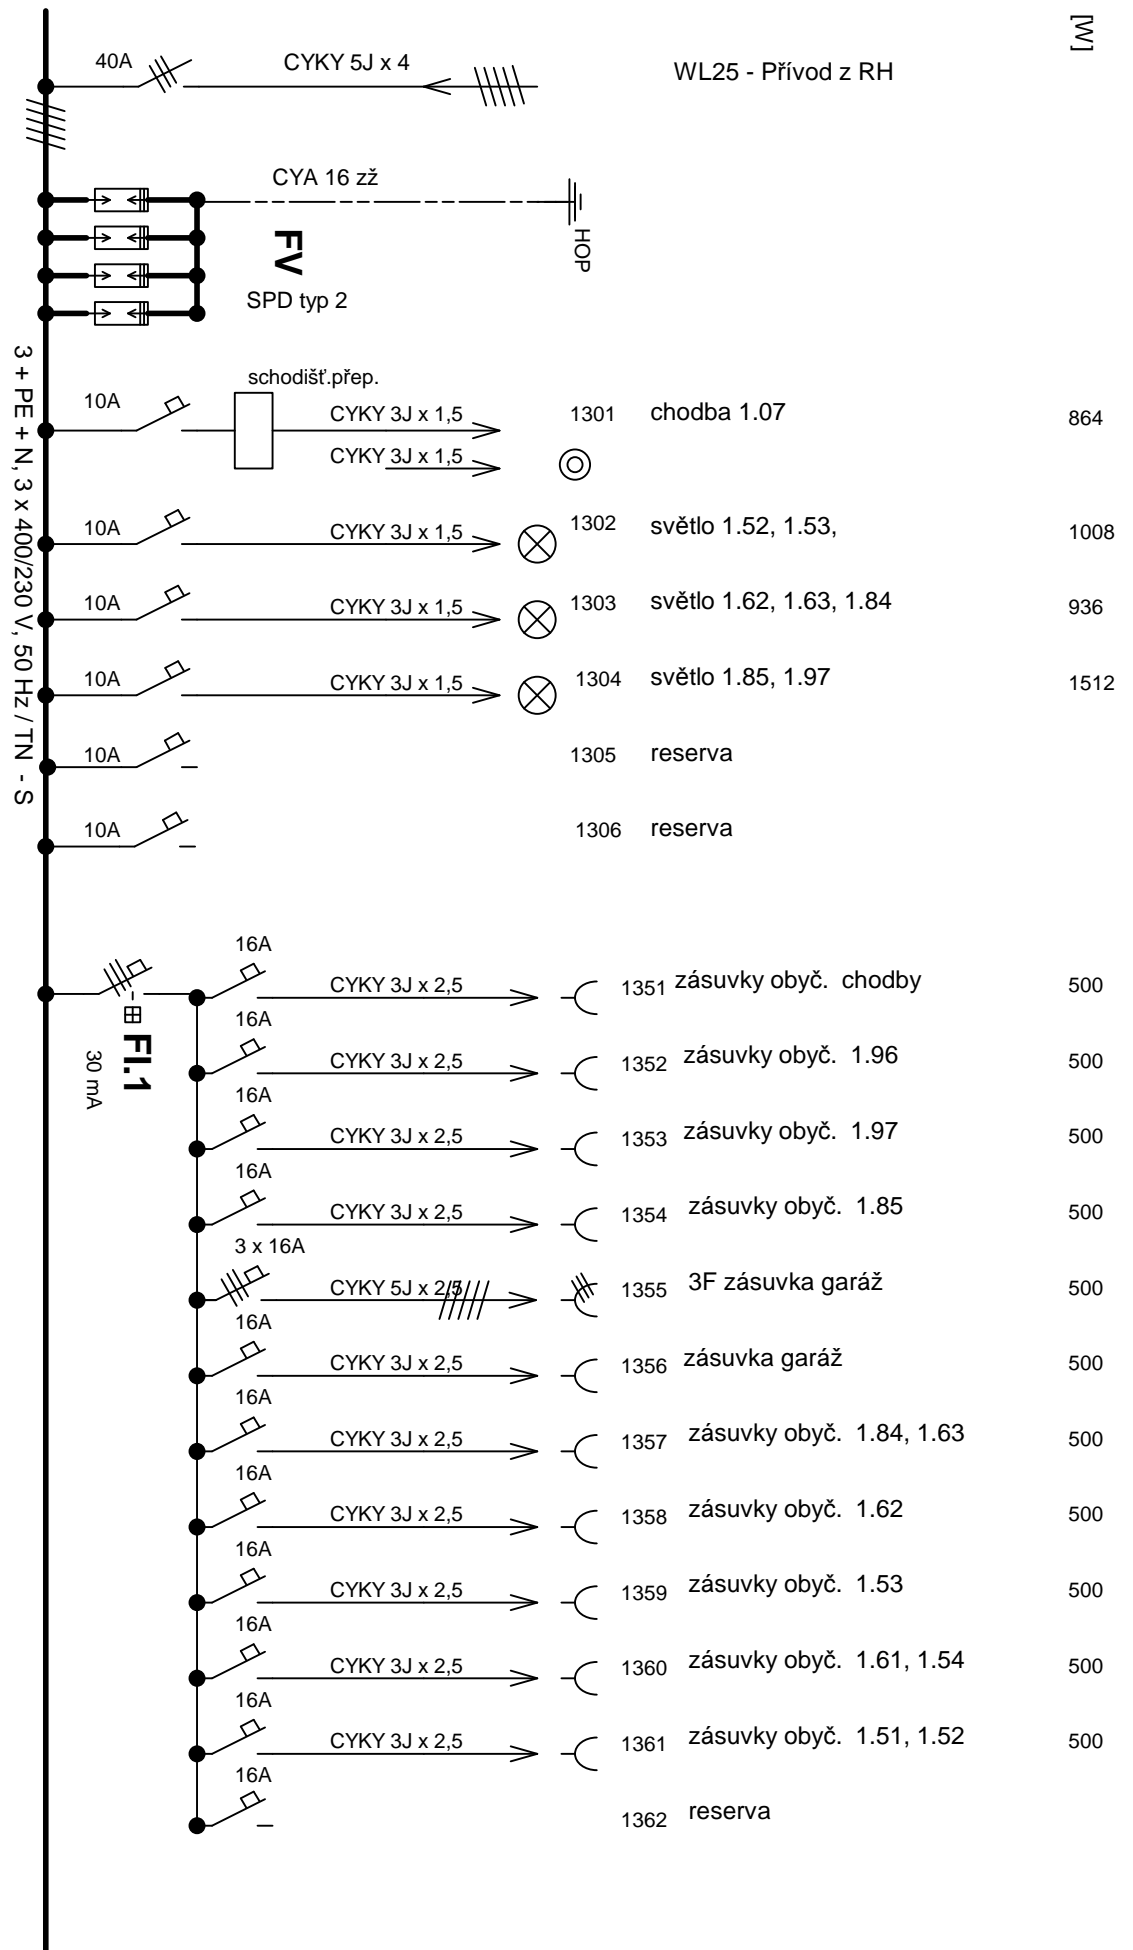 [W]
40A CYKY 5J x 4 WL25 - Přívod z RH
CYA 16 zž
HOP
FV
SPD typ 2
3 + PE + N, 3 x 400/230 V, 50 Hz / TN - S
schodišť.přep.
10A CYKY 3J x 1,5 1301 chodba 1.07 864
CYKY 3J x 1,5
10A CYKY 3J x 1,5 1302 světlo 1.52, 1.53, 1008
10A CYKY 3J x 1,5 1303 světlo 1.62, 1.63, 1.84 936
10A CYKY 3J x 1,5 1304 světlo 1.85, 1.97 1512
10A 1305 reserva
10A 1306 reserva
FI.1
30 mA
16A
CYKY 3J x 2,5 1351 zásuvky obyč. chodby 500
16A
CYKY 3J x 2,5 1352 zásuvky obyč. 1.96 500
16A
CYKY 3J x 2,5 1353 zásuvky obyč. 1.97 500
16A
CYKY 3J x 2,5 1354 zásuvky obyč. 1.85 500
3 x 16A
CYKY 5J x 2,5 1355 3F zásuvka garáž 500
16A
CYKY 3J x 2,5 1356 zásuvka garáž 500
16A
CYKY 3J x 2,5 1357 zásuvky obyč. 1.84, 1.63 500
16A
CYKY 3J x 2,5 1358 zásuvky obyč. 1.62 500
16A
CYKY 3J x 2,5 1359 zásuvky obyč. 1.53 500
16A
CYKY 3J x 2,5 1360 zásuvky obyč. 1.61, 1.54 500
16A
CYKY 3J x 2,5 1361 zásuvky obyč. 1.51, 1.52 500
16A
1362 reserva